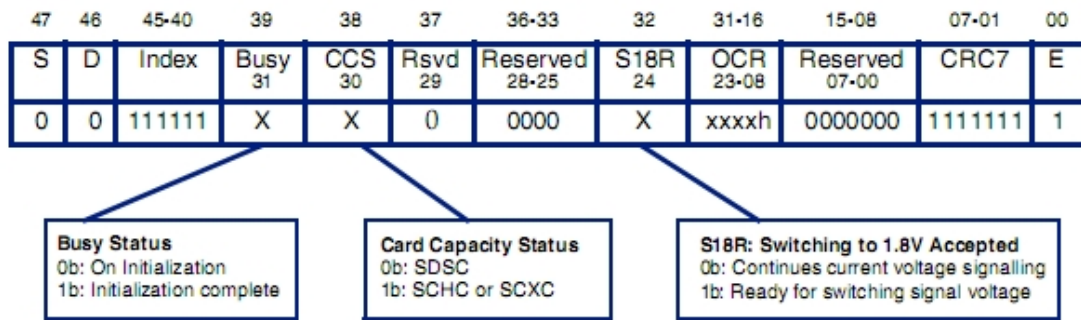 47 46 45-40 39 38 37 36-33 32 31-16 15-08 07-01 00
S D Index Busy CCS Rsvd Reserved S18R OCR Reserved CRC7 E
31 30 29 28-25 24 23-08 07-00
0 0 111111 X X 0 0000 X xxxxh 0000000 1111111 1
Busy Status
0b: On Initialization
1b: Initialization complete
Card Capacity Status
0b: SDSC
1b: SCHC or SCXC
S18R: Switching to 1.8V Accepted
0b: Continues current voltage signalling
1b: Ready for switching signal voltage